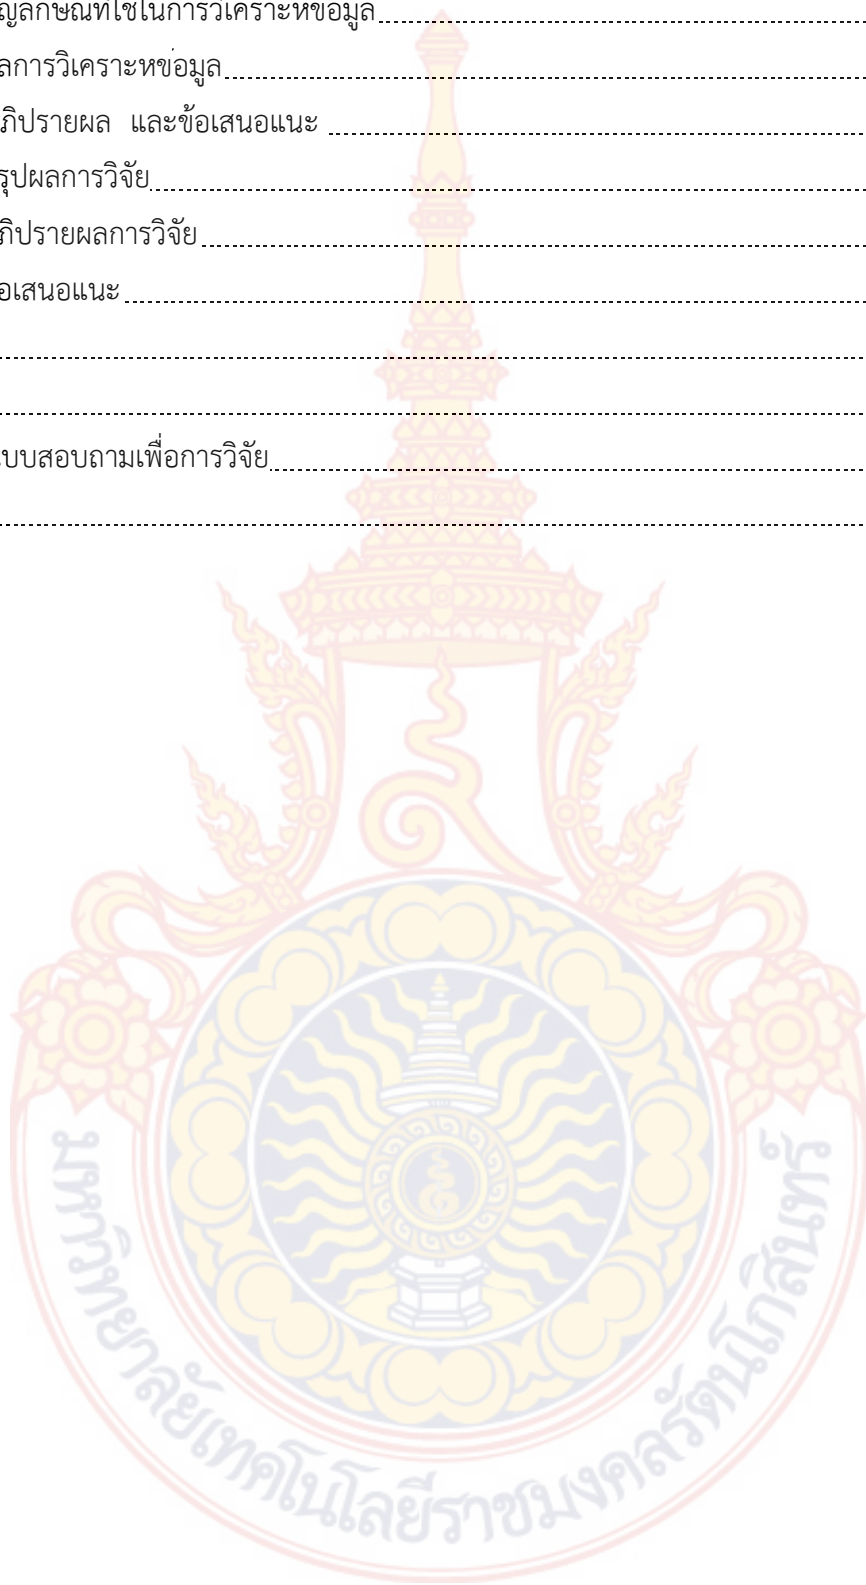 ญลักษณ์ที่ใช้ในการวิเคราะห์ข้อมูล
ลการวิเคราะห์ข้อมูล
ภิปรายผล และข้อเสนอแนะ
รุปผลการวิจัย
ภิปรายผลการวิจัย
อเสนอแนะ
บบสอบถามเพื่อการวิจัย
มหาวิทยาลัยเทคโนโลยีราชมงคลรัตนโกสินทร์